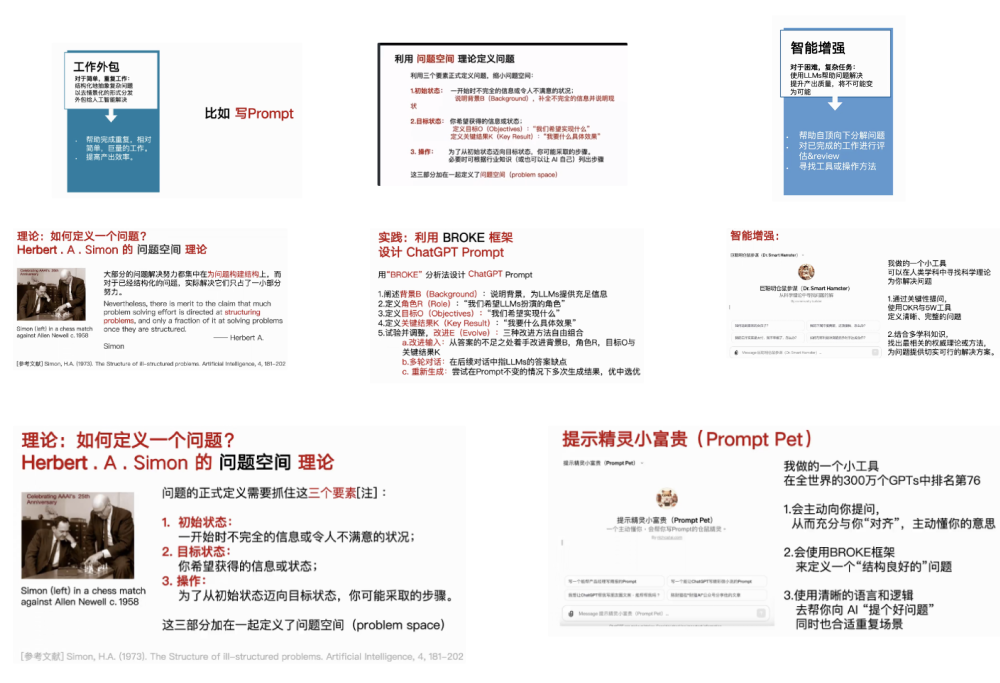 工作外包
对于简单，重复工作：
结构化地抽象复杂问题
以去情景化的形式分发
外包给人工智能解决
· 帮助完成重复、相对
简单、巨量的工作。
· 提高产出效率。
比如 写Prompt
利用 问题空间 理论定义问题
利用三个要素正式定义问题，缩小问题空间：
1.初始状态： 一开始时不完全的信息或令人不满意的状况；
说明背景B（Background），补全不完全的信息并说明现
状
2.目标状态： 你希望获得的信息或状态；
定义目标O（Objectives）：“我们希望实现什么”
定义关键结果K（Key Result）：“我要什么具体效果”
3. 操作： 为了从初始状态迈向目标状态，你可能采取的步骤。
必要时可根据行业知识（或也可以让 AI 自己）列出步骤
这三部分加在一起定义了问题空间（problem space）
智能增强
对于困难，复杂任务：
使用LLMs帮助问题解决
提升产出质量，将不可能变
为可能
· 帮助自顶向下分解问题
· 对已完成的工作进行评
估&review
· 寻找工具或操作方法
理论：如何定义一个问题？
Herbert . A . Simon 的 问题空间 理论
Celebrating AAAI's 25th
Anniversary
Simon (left) in a chess match
against Allen Newell c.1958
大部分的问题解决努力都集中在为问题构建结构上，而
对于已经结构化的问题，实际解决它们只占了一小部分
努力。
Nevertheless, there is merit to the claim that much
problem solving effort is directed at structuring
problems, and only a fraction of it at solving problems
once they are structured.
—— Herbert A.
Simon
[参考文献] Simon, H.A. (1973). The Structure of Ill-structured problems. Artificial Intelligence, 4, 181-202
实践：利用 BROKE 框架
设计 ChatGPT Prompt
用“BROKE” 分析法设计 ChatGPT Prompt
1.阐述背景B（Background）：说明背景，为LLMs提供充足信息
2.定义角色R（Role）：“我们希望LLMs扮演的角色”
3.定义目标O（Objectives）：“我们希望实现什么”
4.定义关键结果K（Key Result）：“我要什么具体效果”
5.试验并调整，改进E（Evolve）：三种改进方法自由组合
a.改进输入：从答案的不足之处着手改进背景B，角色R，目标O与
关键结果K
b.多轮对话：在后续对话中指LLMs的答案缺点
c. 重新生成：尝试在Prompt不变的情况下多次生成结果，优中选优
智能增强：
我做的一个小工具
可以在人类学科中寻找科学理论
为你解决问题
1.通过关键性提问，
使用OKR与5W工具
定义清晰、完整的问题
2.结合多学科知识，
找出最相关的权威理论或方法，
为问题提供切实可行的解决方案。
理论：如何定义一个问题？
Herbert . A . Simon 的 问题空间 理论
Celebrating AAAI's 25th
Anniversary
Simon (left) in a chess match
against Allen Newell c.1958
问题的正式定义需要抓住这三个要素[注]：
1. 初始状态：
一开始时不完全的信息或令人不满意的状况；
2. 目标状态：
你希望获得的信息或状态；
3. 操作：
为了从初始状态迈向目标状态，你可能采取的步骤。
这三部分加在一起定义了问题空间（problem space）
[参考文献] Simon, H.A. (1973). The Structure of Ill-structured problems. Artificial Intelligence, 4, 181-202
提示精灵小富贵（Prompt Pet）
提示精灵小富贵（Prompt Pet）
提示精灵小富贵（Prompt Pet）
一个主动懂你、会帮你写Prompt的仓鼠精灵。
Message 提示精灵小富贵（Prompt Pet）...
我做的一个小工具
在全世界的300万个GPTs中排名第76
1.会主动向你提问，
从而充分与你“对齐”，主动懂你的意思
2.会使用BROKE框架
来定义一个“结构良好的”问题
3.使用清晰的语言和逻辑
去帮你向 AI “提个好问题”
同时也合适重复场景